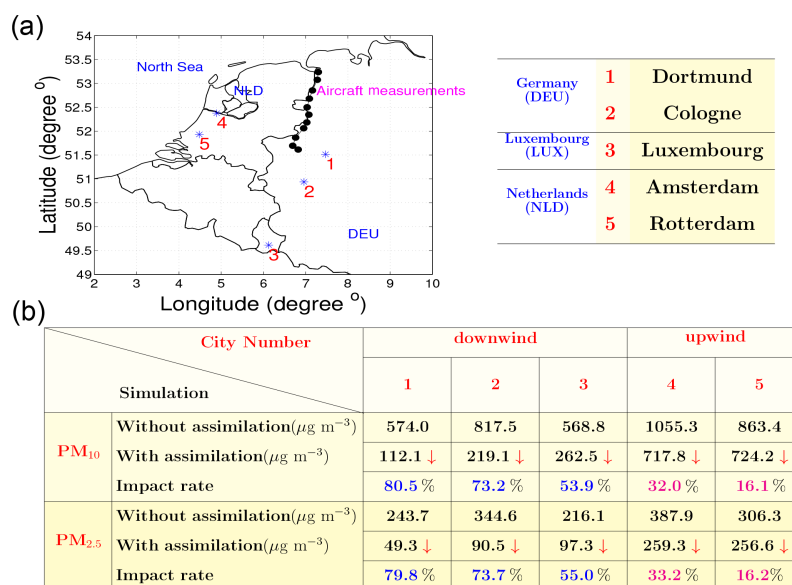 (a)
54
53.5
53
52.5
52
51.5
51
50.5
50
49.5
49
Latitude (degree °)
2 3 4 5 6 7 8 9 10
Longitude (degree °)
North Sea
NLD
Aircraft measurements
4
5
1
2
DEU
3
Germany (DEU) 1 Dortmund
2 Cologne
Luxembourg (LUX) 3 Luxembourg
Netherlands (NLD) 4 Amsterdam
5 Rotterdam
(b)
City Number downwind upwind
Simulation 1 2 3 4 5
PM₁₀ Without assimilation(μg m⁻³) 574.0 817.5 568.8 1055.3 863.4
With assimilation(μg m⁻³) 112.1 ↓ 219.1 ↓ 262.5 ↓ 717.8 ↓ 724.2 ↓
Impact rate 80.5 % 73.2 % 53.9 % 32.0 % 16.1 %
PM₂.₅ Without assimilation(μg m⁻³) 243.7 344.6 216.1 387.9 306.3
With assimilation(μg m⁻³) 49.3 ↓ 90.5 ↓ 97.3 ↓ 259.3 ↓ 256.6 ↓
Impact rate 79.8 % 73.7 % 55.0 % 33.2 % 16.2%